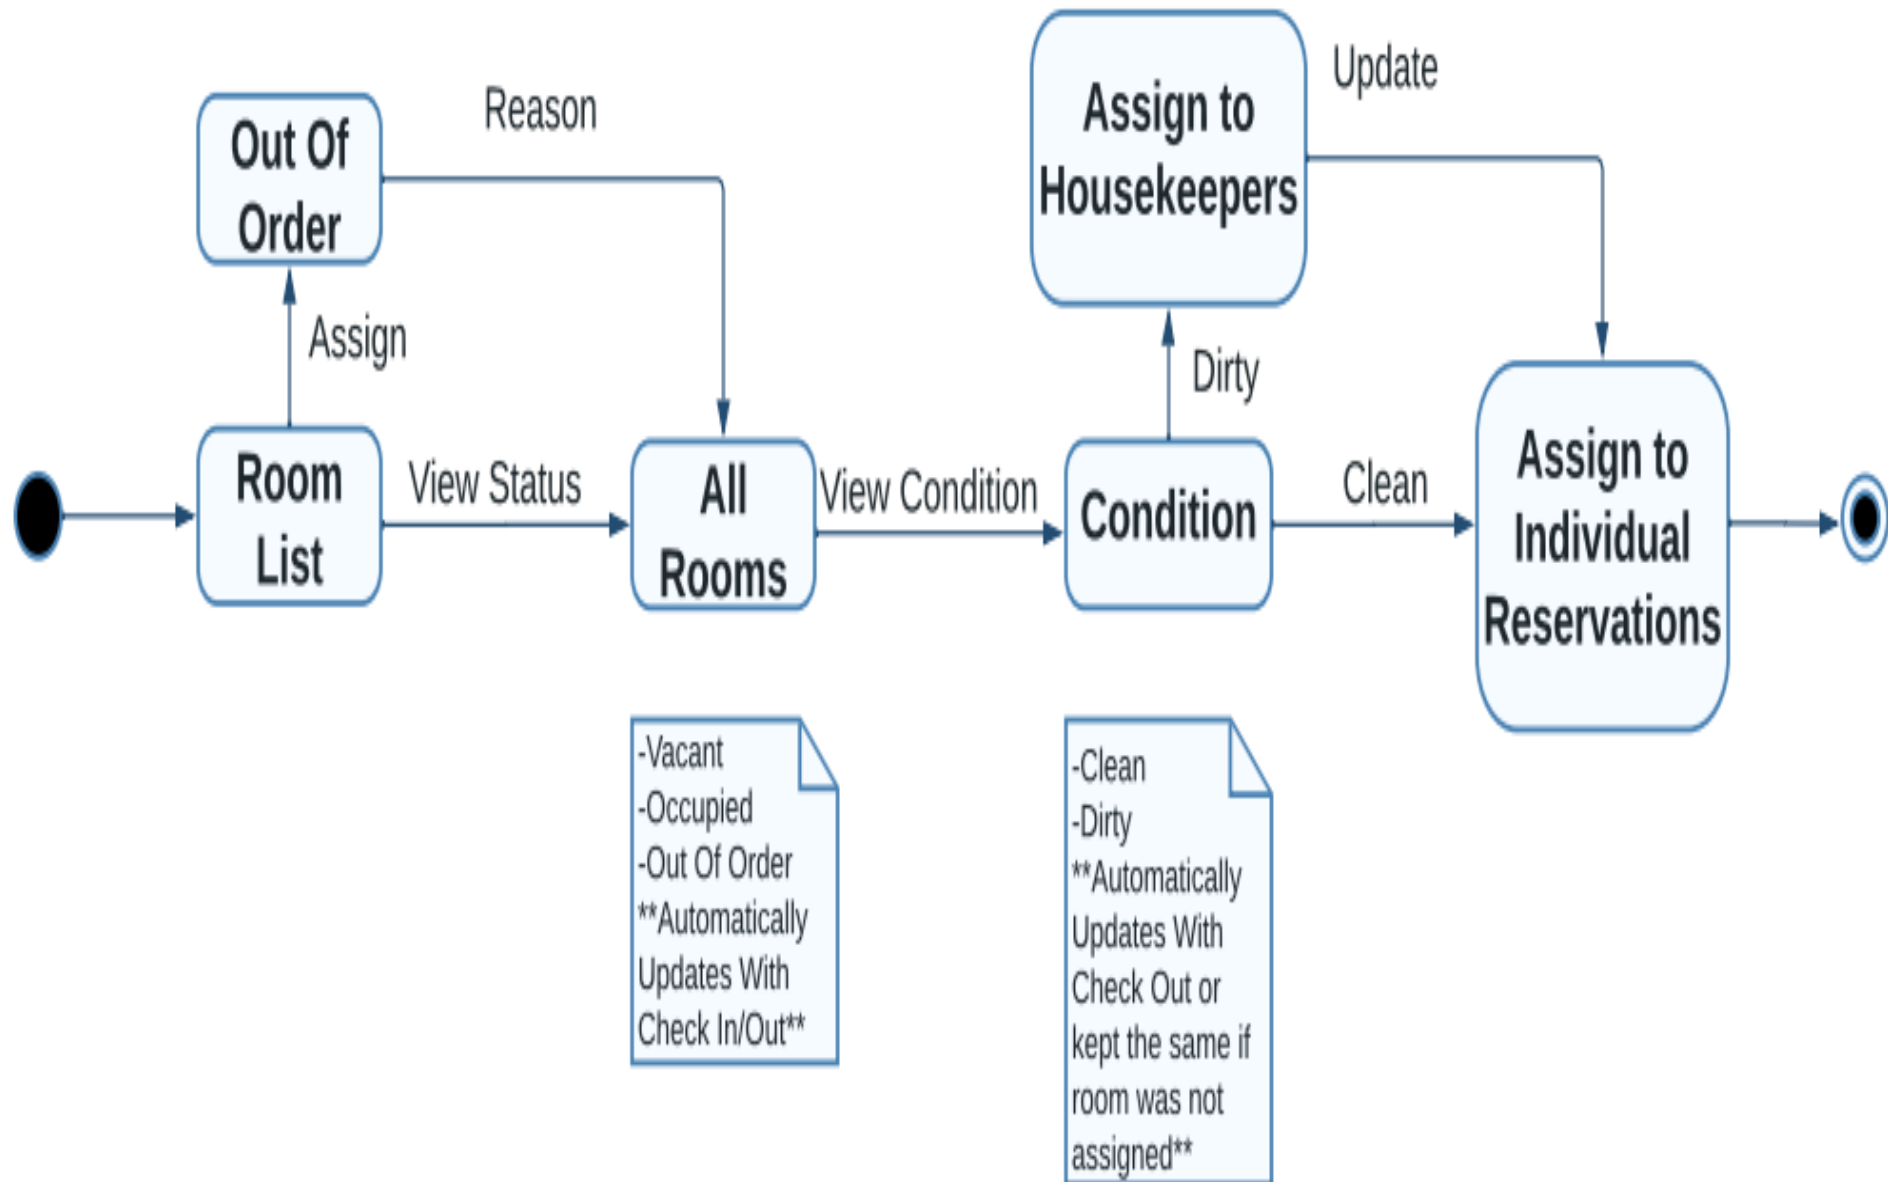 Out Of
Order
Reason
Assign
Room
List
View Status
All
Rooms
View Condition
Condition
Dirty
Assign to
Housekeepers
Update
Clean
Assign to
Individual
Reservations
-Vacant
-Occupied
-Out Of Order
**Automatically
Updates With
Check In/Out**
-Clean
-Dirty
**Automatically
Updates With
Check Out or
kept the same if
room was not
assigned**